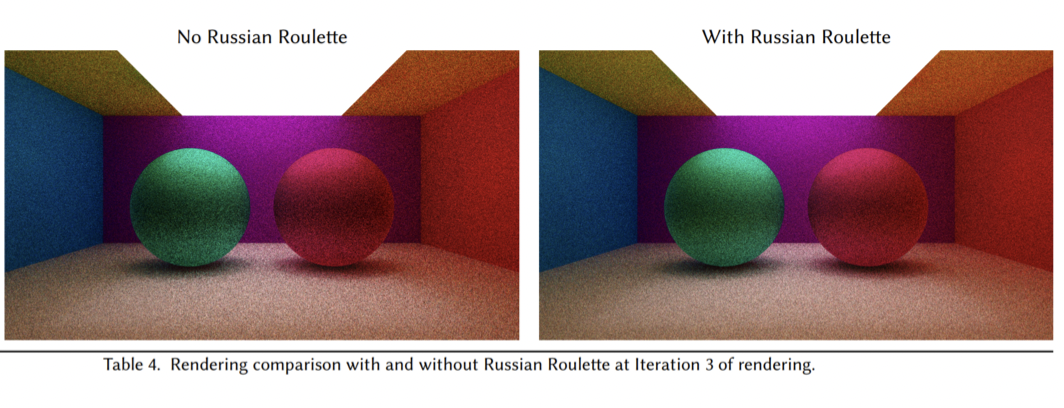 No Russian Roulette
With Russian Roulette
Table 4. Rendering comparison with and without Russian Roulette at Iteration 3 of rendering.